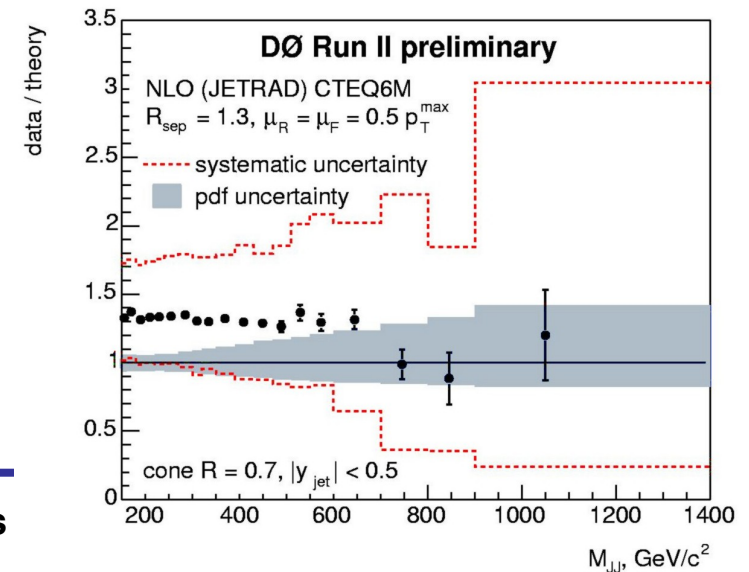 data / theory
3.5
3
2.5
2
1.5
1
0.5
0
DØ Run II preliminary
NLO (JETRAD) CTEQ6M
R_sep = 1.3, μ_R = μ_F = 0.5 p_T^max
systematic uncertainty
pdf uncertainty
cone R = 0.7, |y_jet| < 0.5
200 400 600 800 1000 1200 1400
M_JJ, GeV/c²
s